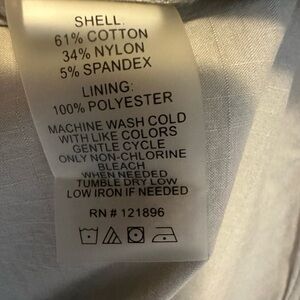 SHELL:
61% COTTON
34% NYLON
5% SPANDEX
LINING:
100% POLYESTER
MACHINE WASH COLD
WITH LIKE COLORS
GENTLE CYCLE
ONLY NON-CHLORINE
BLEACH
WHEN NEEDED
TUMBLE DRY LOW
LOW IRON IF NEEDED
RN # 121896